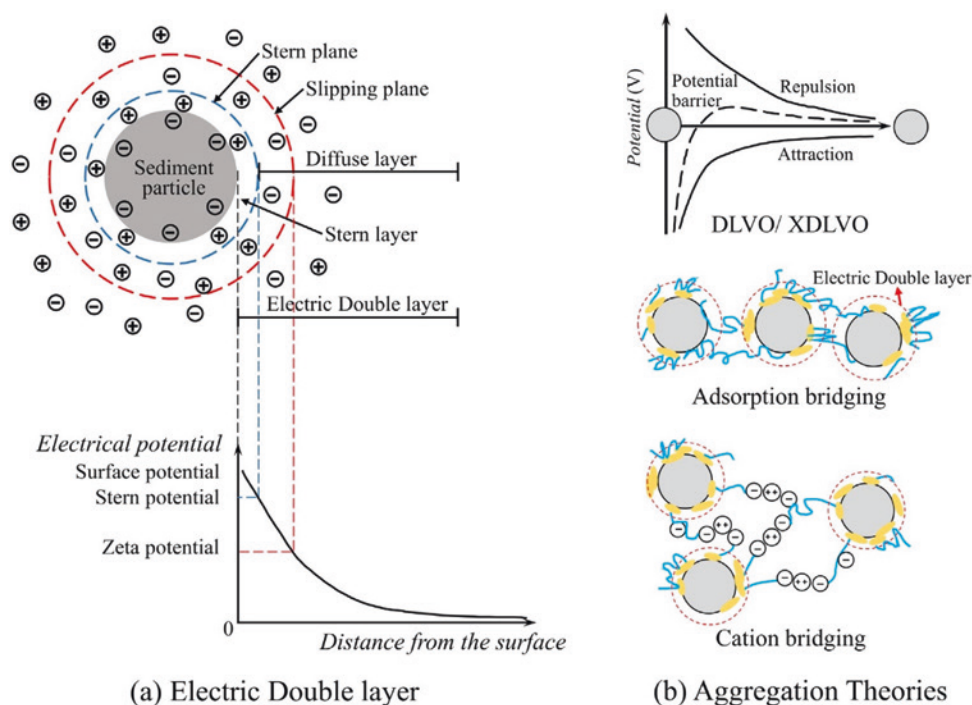 Stern plane
Slipping plane
Sediment
particle
Diffuse layer
Stern layer
Electric Double layer
Electrical potential
Surface potential
Stern potential
Zeta potential
0
Distance from the surface
(a) Electric Double layer
Potential (V)
Potential
barrier
Repulsion
Attraction
DLVO/ XDLVO
Electric Double layer
Adsorption bridging
Cation bridging
(b) Aggregation Theories